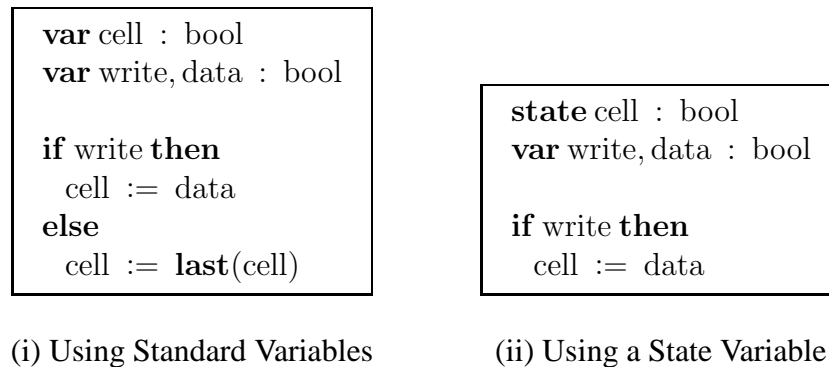 var cell : bool
var write, data : bool
if write then
cell := data
else
cell := last(cell)
(i) Using Standard Variables
state cell : bool
var write, data : bool
if write then
cell := data
(ii) Using a State Variable